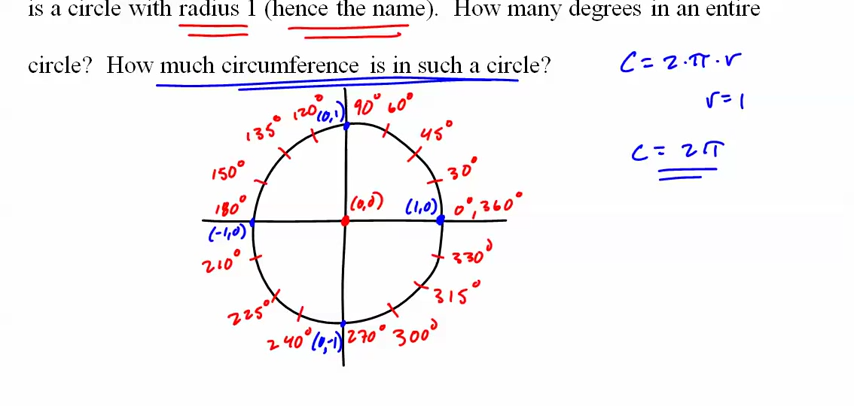 is a circle with radius 1 (hence the name). How many degrees in an entire
circle? How much circumference is in such a circle?
C = 2·π·r
r = 1
C = 2π
120° (0,1) 90° 60°
135° 45°
150° 30°
180° (0,0) (1,0) 0°, 360°
(-1,0)
210° 330°
225° 315°
240° (0,-1) 270° 300°